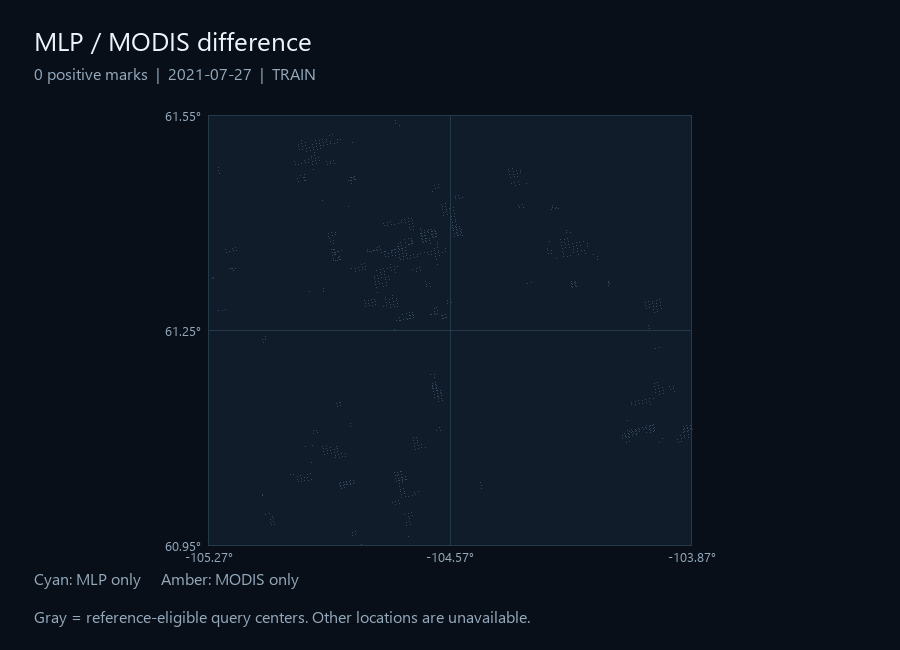 MLP / MODIS difference
0 positive marks | 2021-07-27 | TRAIN
61.55°
61.25°
60.95°
-105.27° -104.57° -103.87°
Cyan: MLP only Amber: MODIS only
Gray = reference-eligible query centers. Other locations are unavailable.